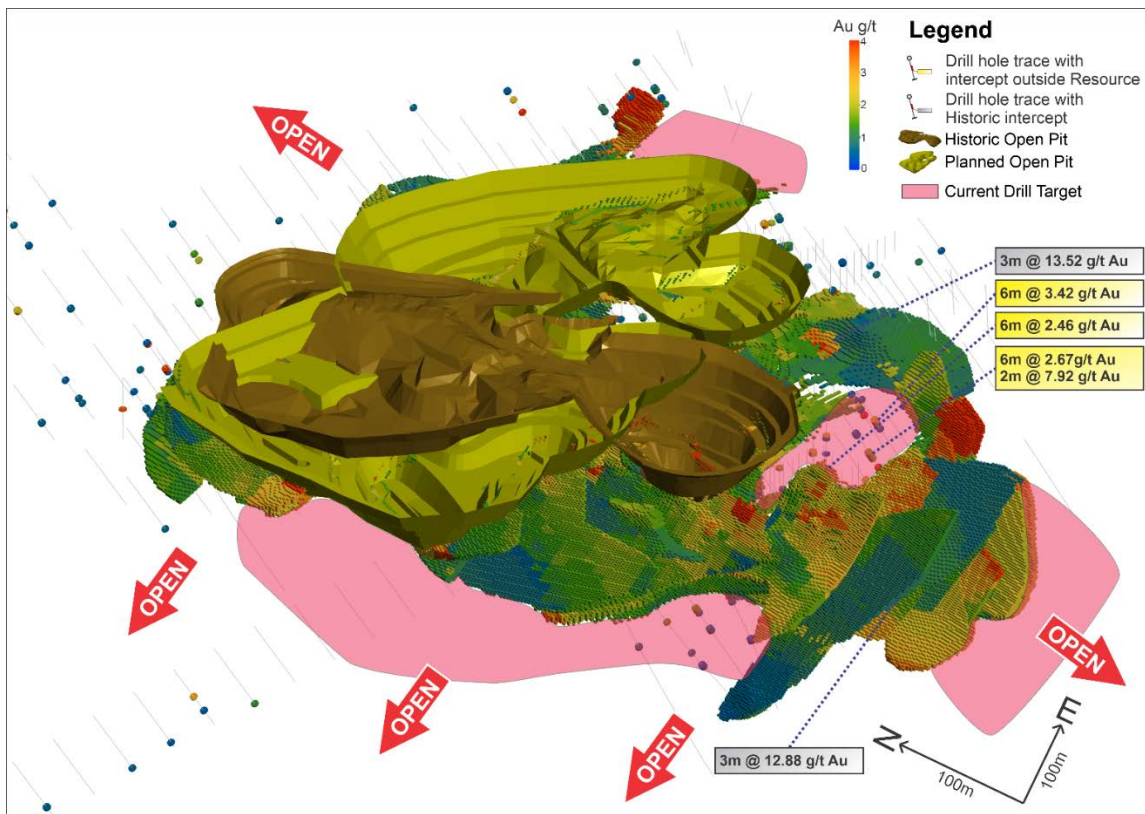 Au g/t
4
3
2
1
0
Legend
Drill hole trace with
intercept outside Resource
Drill hole trace with
Historic intercept
Historic Open Pit
Planned Open Pit
Current Drill Target
OPEN
3m @ 13.52 g/t Au
6m @ 3.42 g/t Au
6m @ 2.46 g/t Au
6m @ 2.67g/t Au
2m @ 7.92 g/t Au
OPEN
OPEN
OPEN
OPEN
3m @ 12.88 g/t Au
N
E
100m
100m